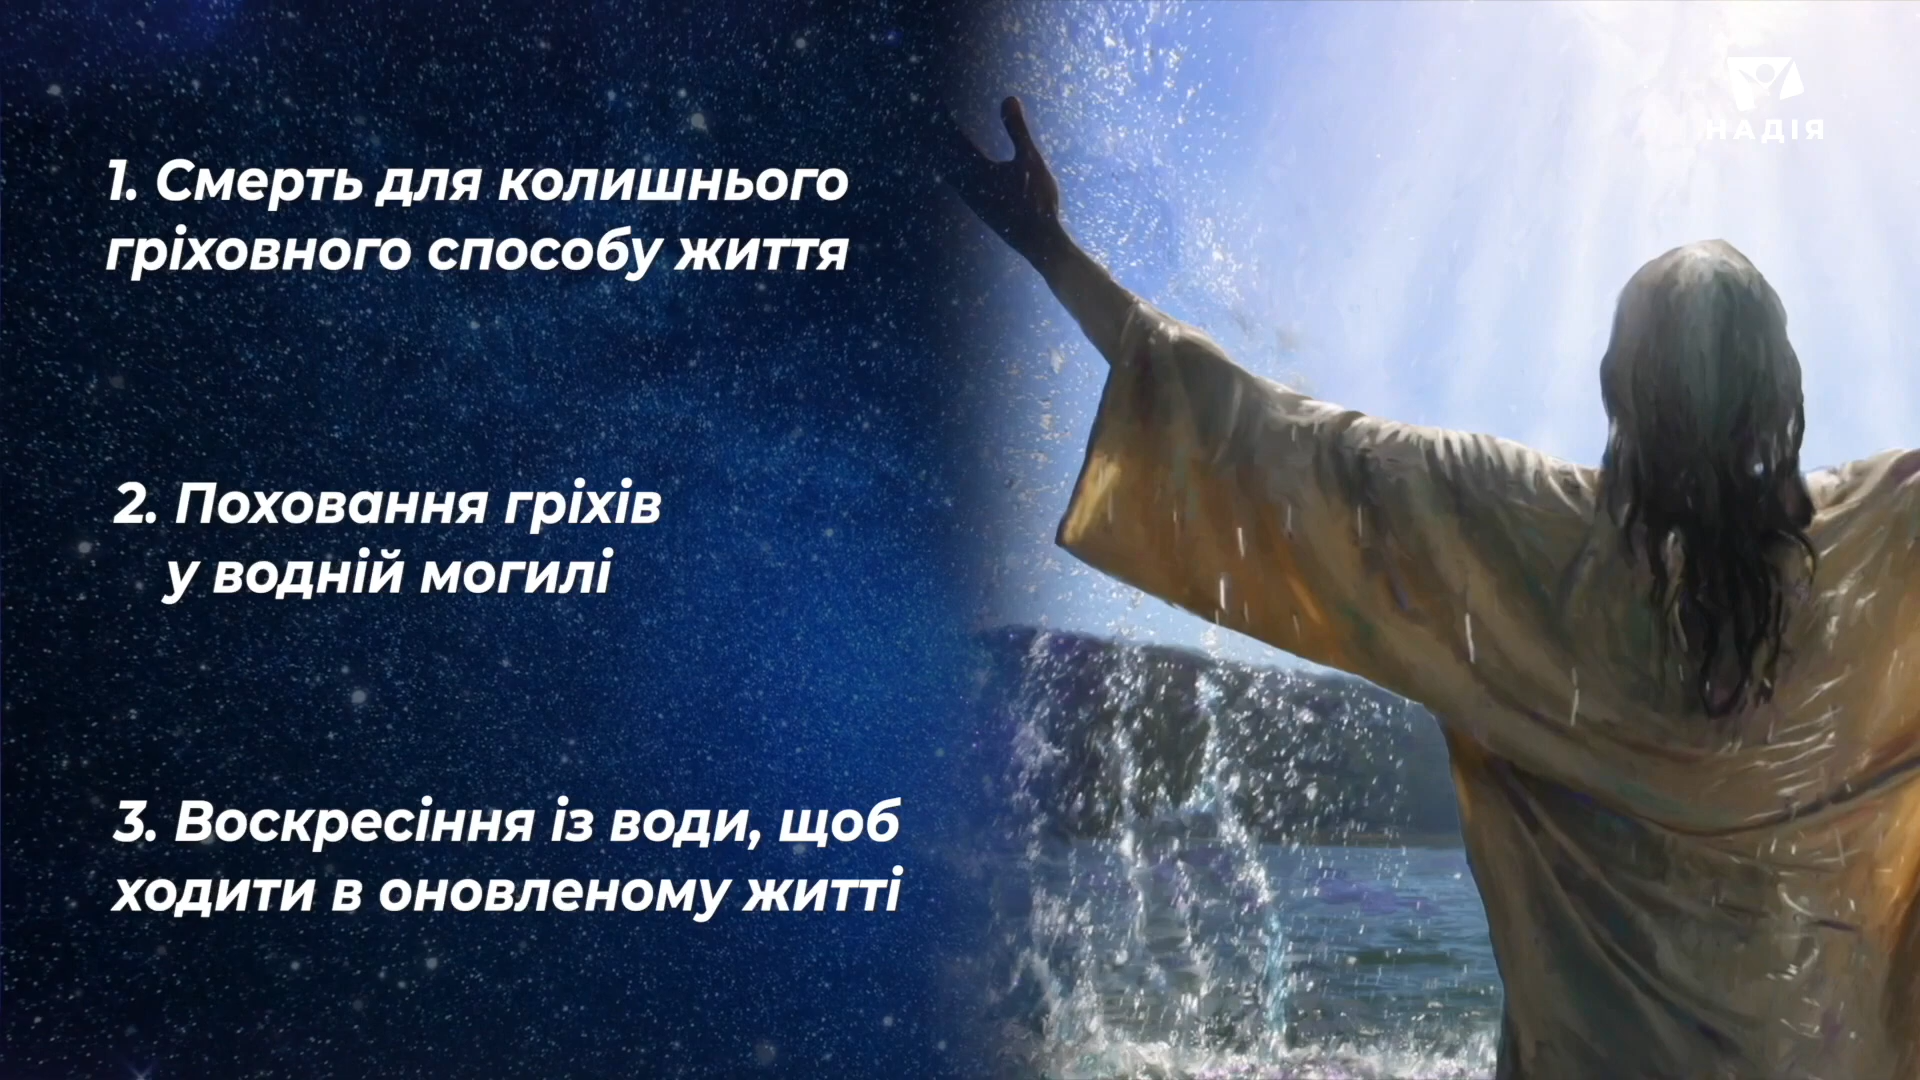 1. Смерть для колишнього
гріховного способу життя
2. Поховання гріхів
у водній могилі
3. Воскресіння із води, щоб
ходити в оновленому житті
НАДІЯ